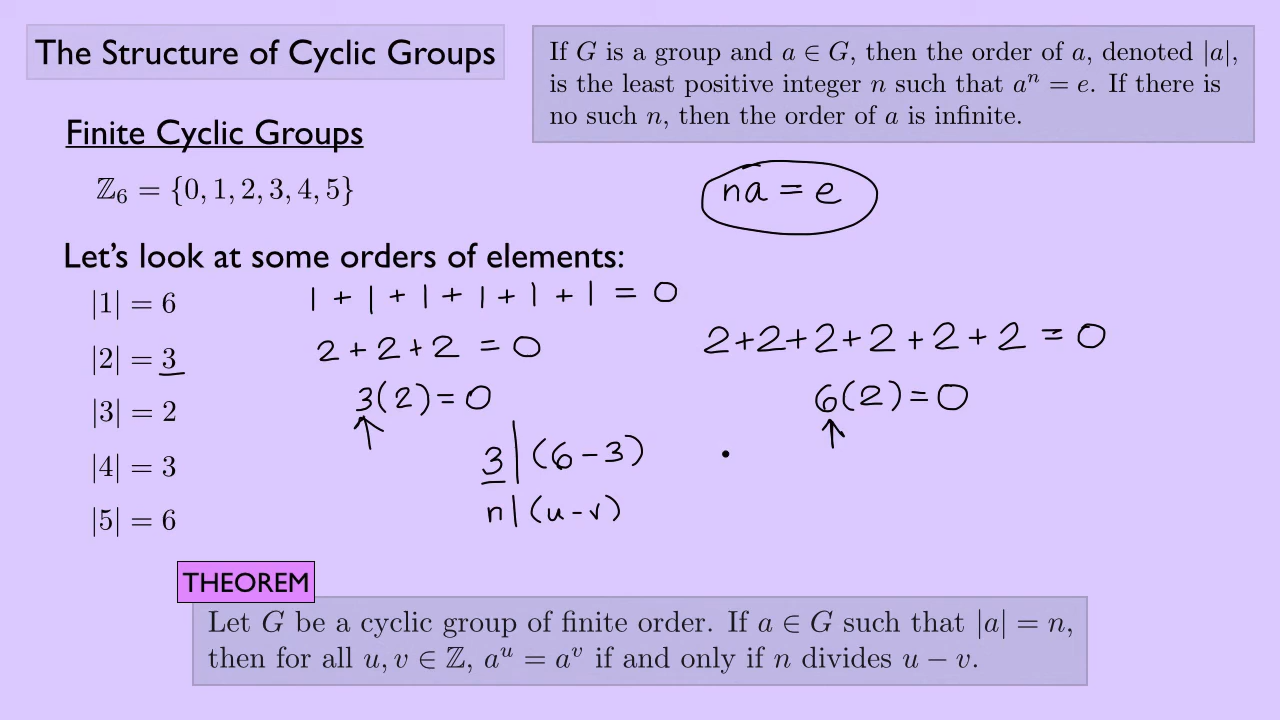 The Structure of Cyclic Groups
If G is a group and a ∈ G, then the order of a, denoted |a|,
is the least positive integer n such that aⁿ = e. If there is
no such n, then the order of a is infinite.
Finite Cyclic Groups
ℤ₆ = {0, 1, 2, 3, 4, 5}
na = e
Let's look at some orders of elements:
|1| = 6
1 + 1 + 1 + 1 + 1 + 1 = 0
|2| = 3
2 + 2 + 2 = 0
2+2+2+2+2+2 = 0
|3| = 2
3(2) = 0
6(2) = 0
|4| = 3
3|(6-3)
|5| = 6
n|(u-v)
THEOREM
Let G be a cyclic group of finite order. If a ∈ G such that |a| = n,
then for all u, v ∈ ℤ, aᵘ = aᵛ if and only if n divides u − v.